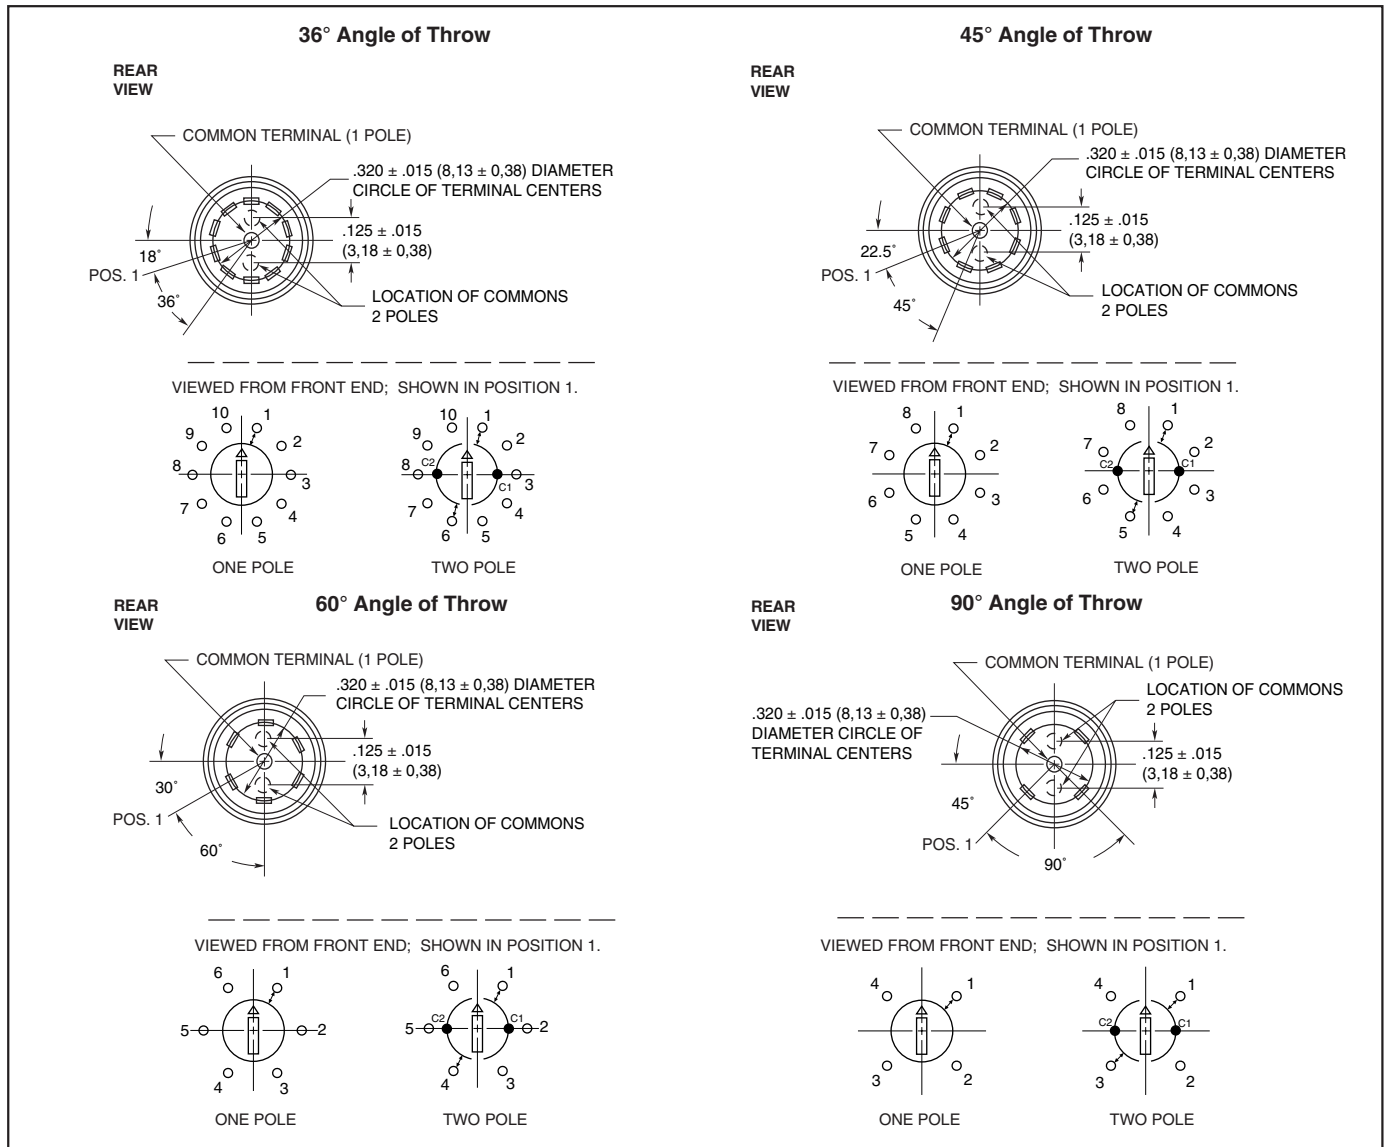 36° Angle of Throw
REAR
VIEW
COMMON TERMINAL (1 POLE)
.320 ± .015 (8,13 ± 0,38) DIAMETER
CIRCLE OF TERMINAL CENTERS
.125 ± .015
(3,18 ± 0,38)
18°
POS. 1
36°
LOCATION OF COMMONS
2 POLES
VIEWED FROM FRONT END; SHOWN IN POSITION 1.
10 1
9 2
8 3
7 4
6 5
ONE POLE
10 1
9 2
8 C2 C1 3
7 4
6 5
TWO POLE
45° Angle of Throw
REAR
VIEW
COMMON TERMINAL (1 POLE)
.320 ± .015 (8,13 ± 0,38) DIAMETER
CIRCLE OF TERMINAL CENTERS
.125 ± .015
(3,18 ± 0,38)
22.5°
POS. 1
45°
LOCATION OF COMMONS
2 POLES
VIEWED FROM FRONT END; SHOWN IN POSITION 1.
8 1
7 2
6 3
5 4
ONE POLE
8 1
7 2
C2 C1
6 3
5 4
TWO POLE
60° Angle of Throw
REAR
VIEW
COMMON TERMINAL (1 POLE)
.320 ± .015 (8,13 ± 0,38) DIAMETER
CIRCLE OF TERMINAL CENTERS
.125 ± .015
(3,18 ± 0,38)
30°
POS. 1
60°
LOCATION OF COMMONS
2 POLES
VIEWED FROM FRONT END; SHOWN IN POSITION 1.
6 1
5 2
4 3
ONE POLE
6 1
5 C2 C1 2
4 3
TWO POLE
90° Angle of Throw
REAR
VIEW
COMMON TERMINAL (1 POLE)
LOCATION OF COMMONS
2 POLES
.320 ± .015 (8,13 ± 0,38)
DIAMETER CIRCLE OF
TERMINAL CENTERS
.125 ± .015
(3,18 ± 0,38)
45°
POS. 1
90°
VIEWED FROM FRONT END; SHOWN IN POSITION 1.
4 1
3 2
ONE POLE
4 1
C2 C1
3 2
TWO POLE